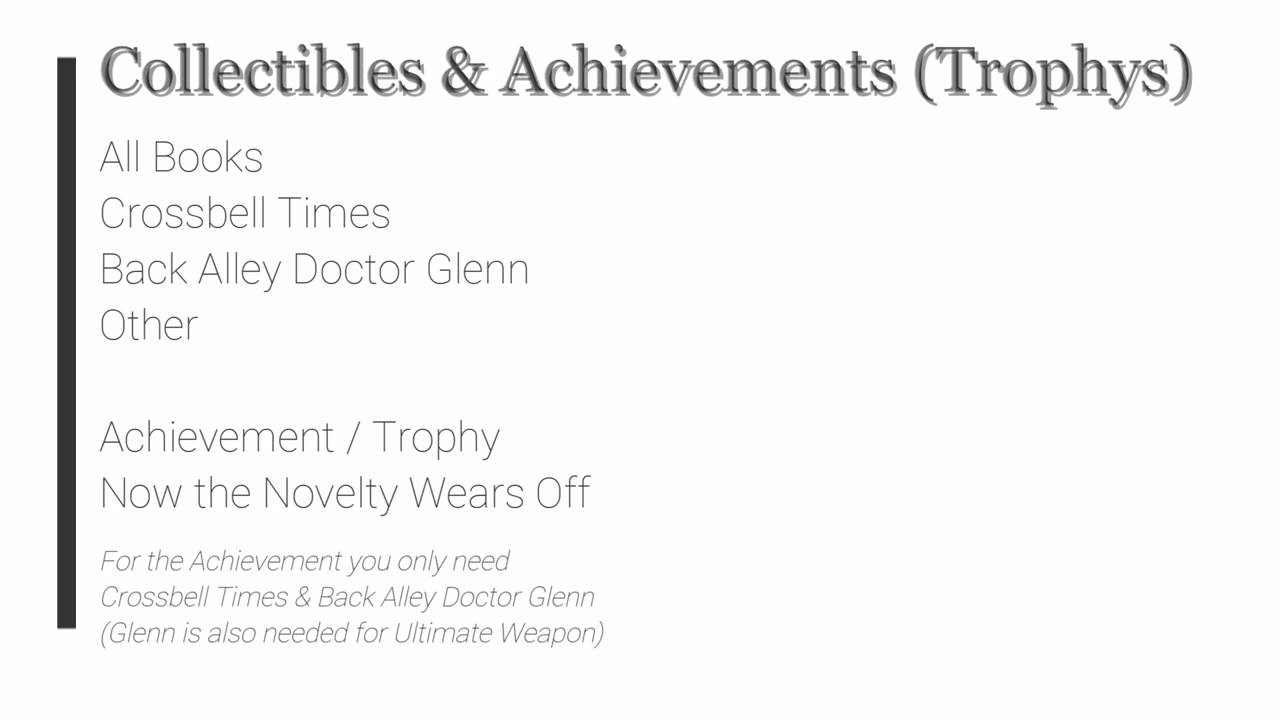 Collectibles & Achievements (Trophys)
All Books
Crossbell Times
Back Alley Doctor Glenn
Other
Achievement / Trophy
Now the Novelty Wears Off
For the Achievement you only need
Crossbell Times & Back Alley Doctor Glenn
(Glenn is also needed for Ultimate Weapon)